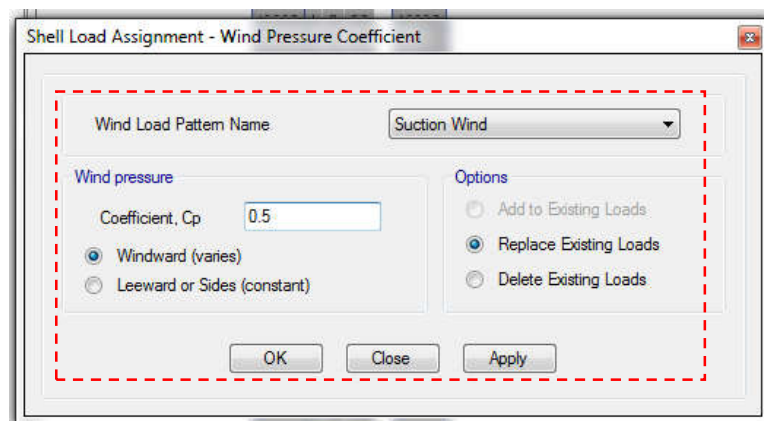 Shell Load Assignment - Wind Pressure Coefficient
Wind Load Pattern Name
Suction Wind
Wind pressure
Coefficient, Cp
0.5
Windward (varies)
Leeward or Sides (constant)
Options
Add to Existing Loads
Replace Existing Loads
Delete Existing Loads
OK
Close
Apply